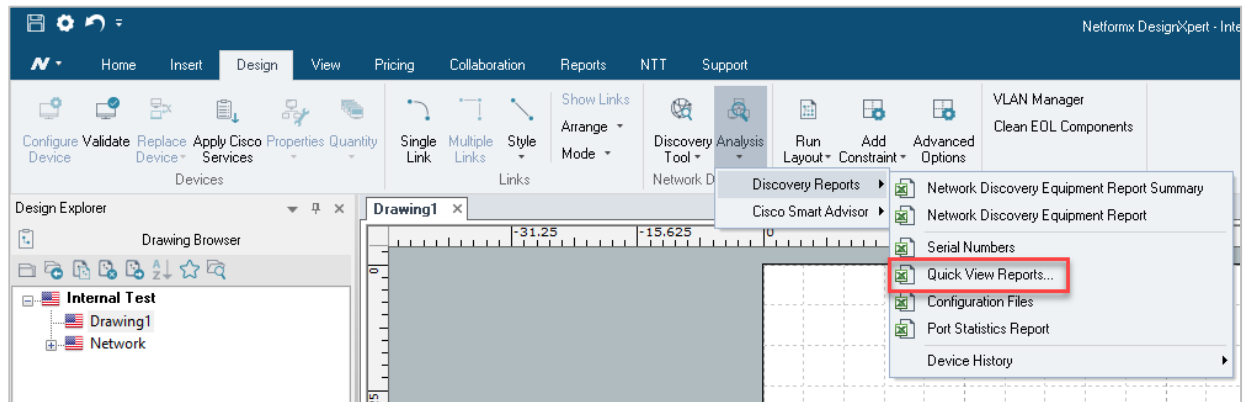 Netformx DesignXpert - Inte
N Home Insert Design View Pricing Collaboration Reports NTT Support
Configure Device
Validate
Replace Device
Apply Cisco Services
Properties
Quantity
Devices
Single Link
Multiple Links
Style
Links
Show Links
Arrange
Mode
Discovery Tool
Analysis
Network D
Run Layout
Add Constraint
Advanced Options
VLAN Manager
Clean EOL Components
Discovery Reports
Cisco Smart Advisor
Network Discovery Equipment Report Summary
Network Discovery Equipment Report
Serial Numbers
Quick View Reports...
Configuration Files
Port Statistics Report
Device History
Design Explorer
Drawing Browser
Internal Test
Drawing1
Network
Drawing1
-31.25 -15.625 0
0